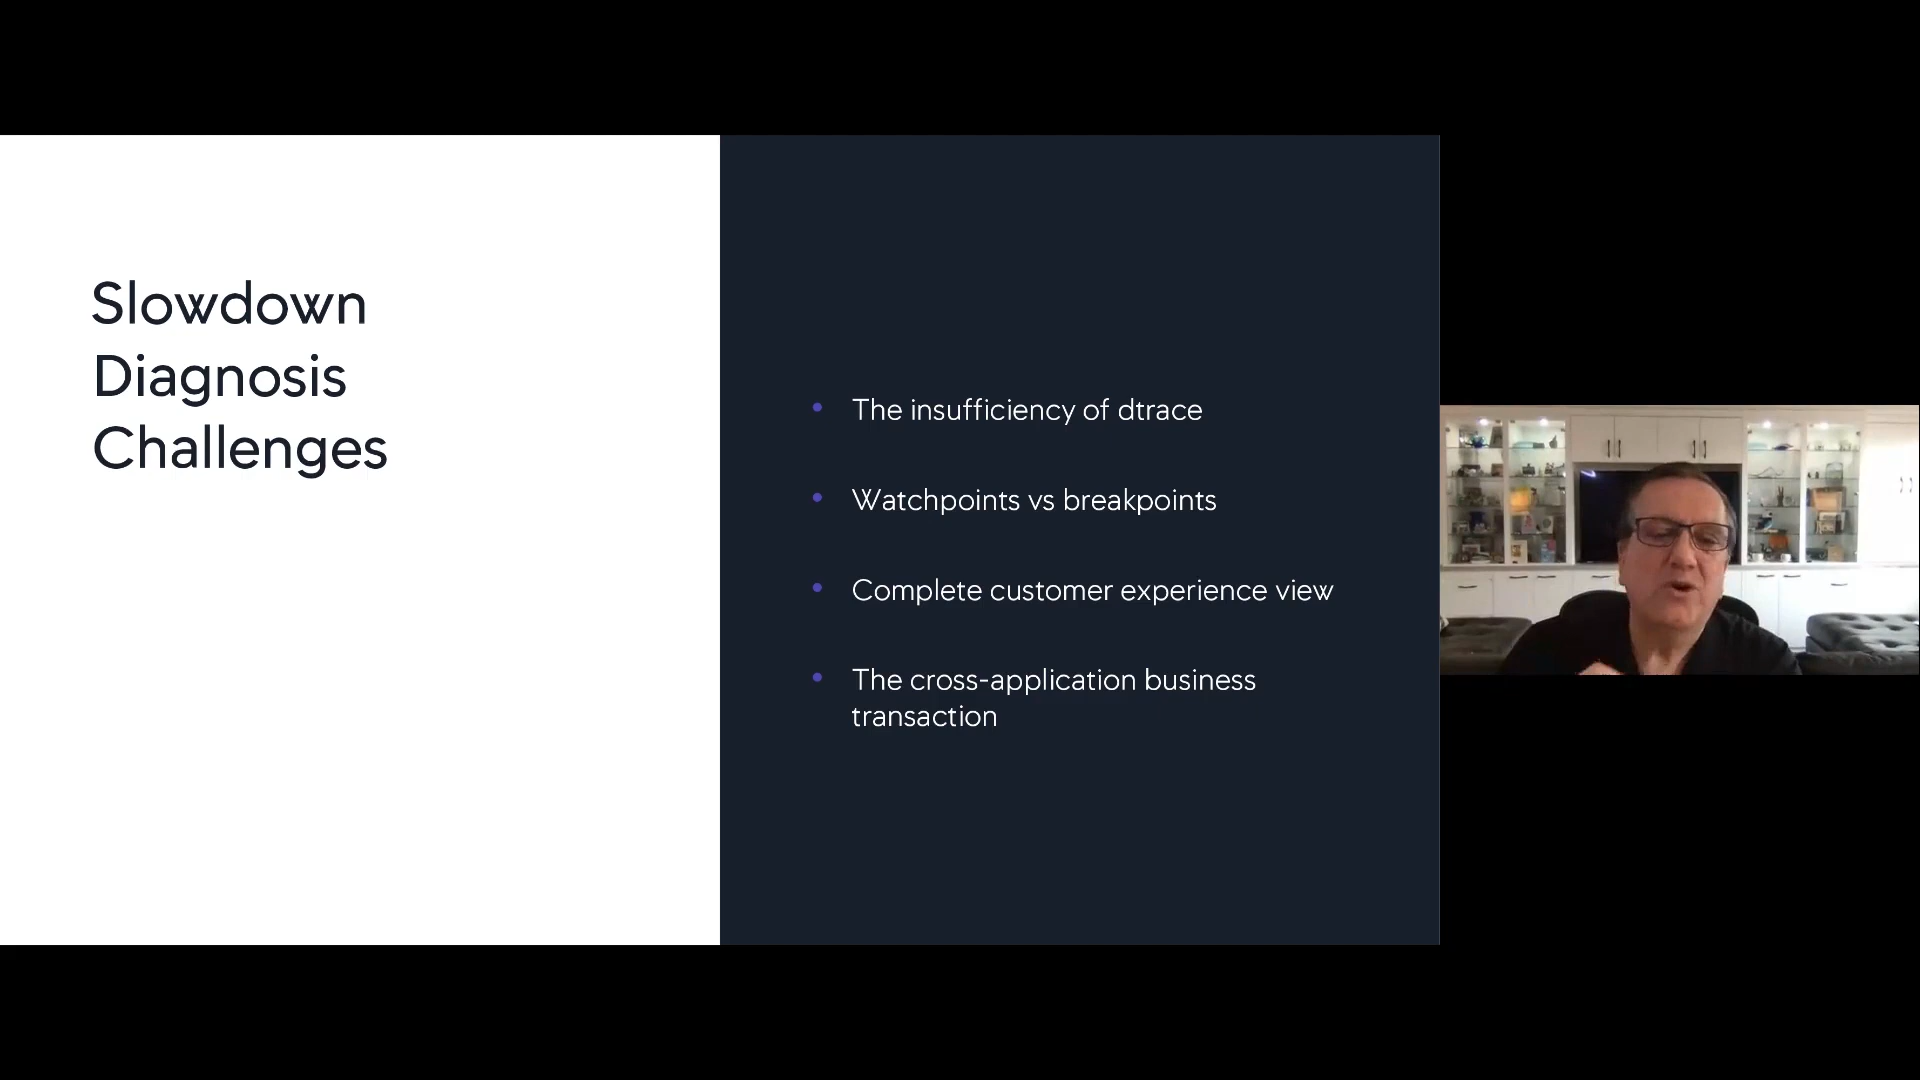 Slowdown
Diagnosis
Challenges
• The insufficiency of dtrace
• Watchpoints vs breakpoints
• Complete customer experience view
• The cross-application business
transaction